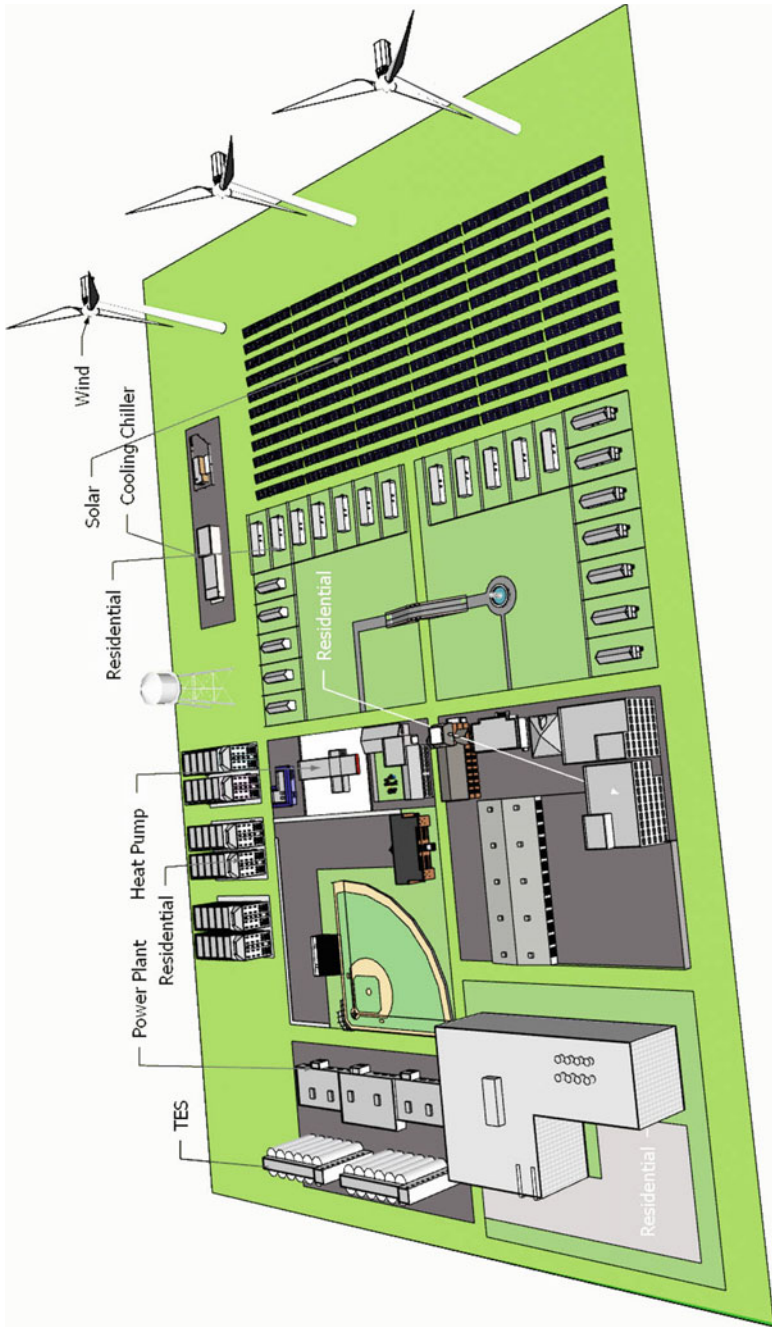 TES
Power Plant
Residential
Heat Pump
Residential
Cooling Chiller
Solar
Wind
Residential
Residential